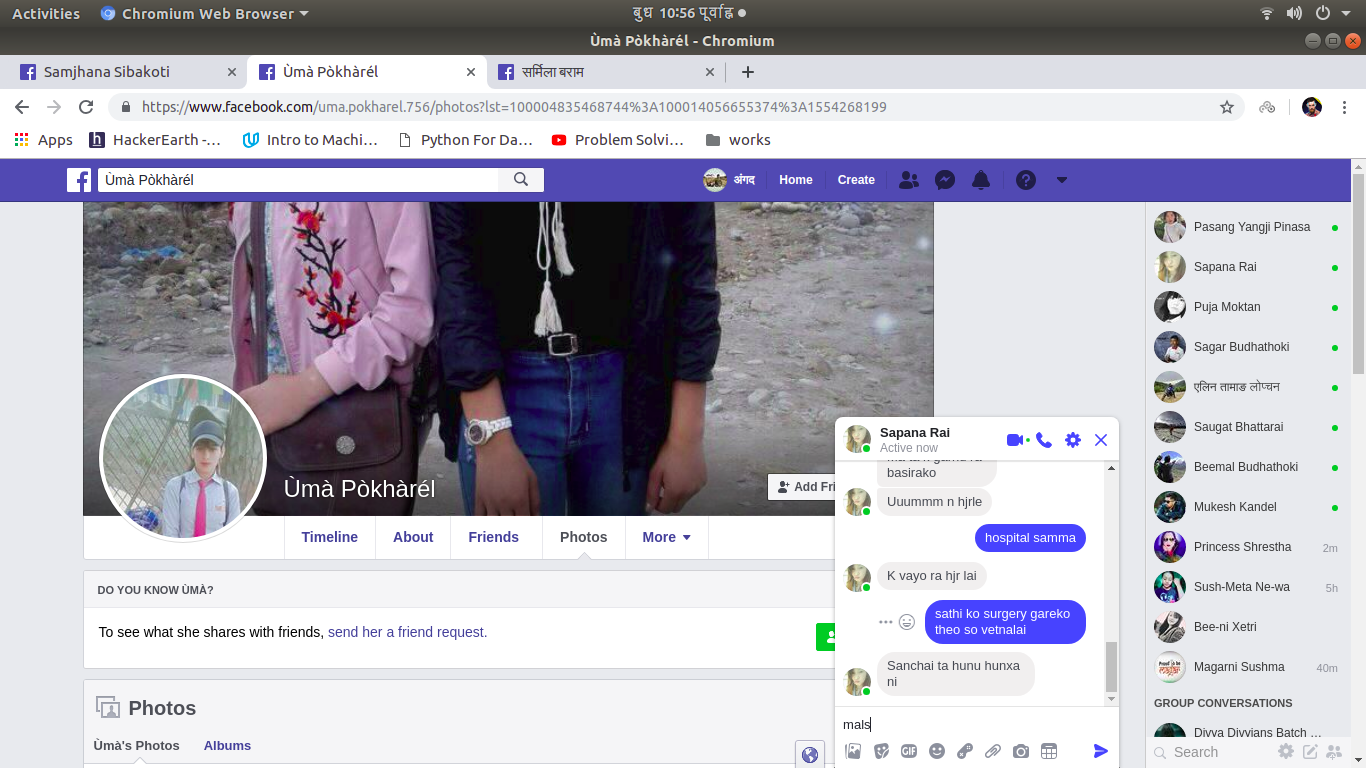 Activities
Chromium Web Browser
बुध 10:56 पूर्वाह्न
Ùmà Pòkhàrél - Chromium
Samjhana Sibakoti
Ùmà Pòkhàrél
सर्मिला बराम
https://www.facebook.com/uma.pokharel.756/photos?lst=100004835468744%3A100014056655374%3A1554268199
Apps
HackerEarth -…
Intro to Machi…
Python For Da…
Problem Solvi…
works
Ùmà Pòkhàrél
अंगद
Home
Create
Ùmà Pòkhàrél
Add Fri
Timeline
About
Friends
Photos
More
DO YOU KNOW ÙMÀ?
To see what she shares with friends, send her a friend request.
Photos
Ùmà's Photos
Albums
Sapana Rai
Active now
basirako
Uuummm n hjrle
hospital samma
K vayo ra hjr lai
sathi ko surgery gareko
theo so vetnalai
Sanchai ta hunu hunxa
ni
mals
GIF
Pasang Yangji Pinasa
Sapana Rai
Puja Moktan
Sagar Budhathoki
एलिन तामाङ लोप्चन
Saugat Bhattarai
Beemal Budhathoki
Mukesh Kandel
Princess Shrestha 2m
Sush-Meta Ne-wa 5h
Bee-ni Xetri
Magarni Sushma 40m
GROUP CONVERSATIONS
Divya Divyians Batch …
Search